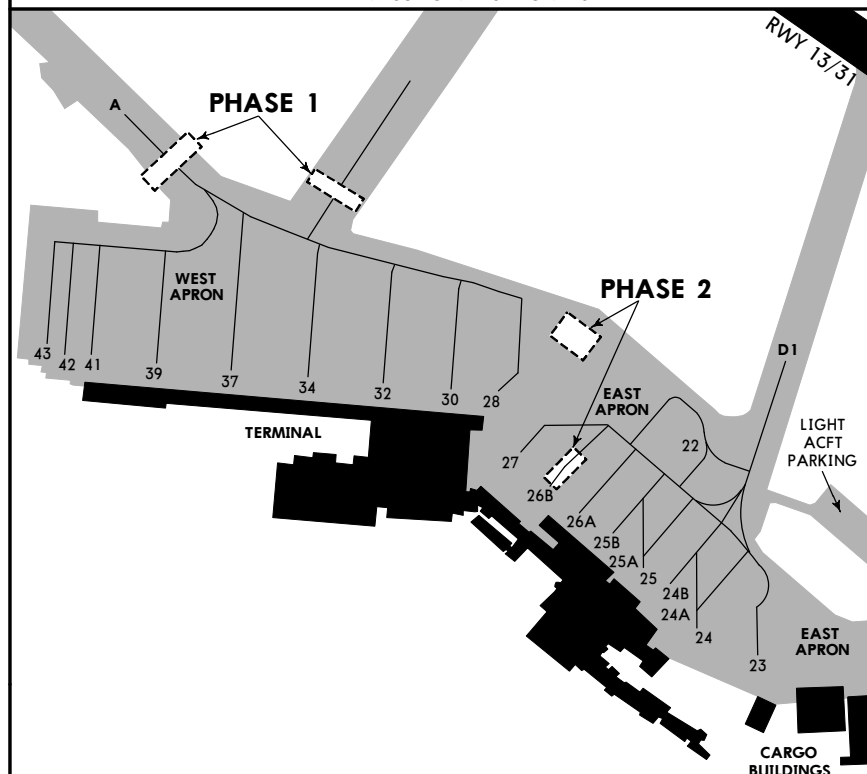 RWY 13/31
PHASE 1
A
WEST
APRON
PHASE 2
43
42
41
39
37
34
32
30
28
D1
EAST
APRON
LIGHT
ACFT
PARKING
TERMINAL
22
27
26B
26A
25B
25A
25
24B
24A
24
23
EAST
APRON
CARGO
BUILDINGS